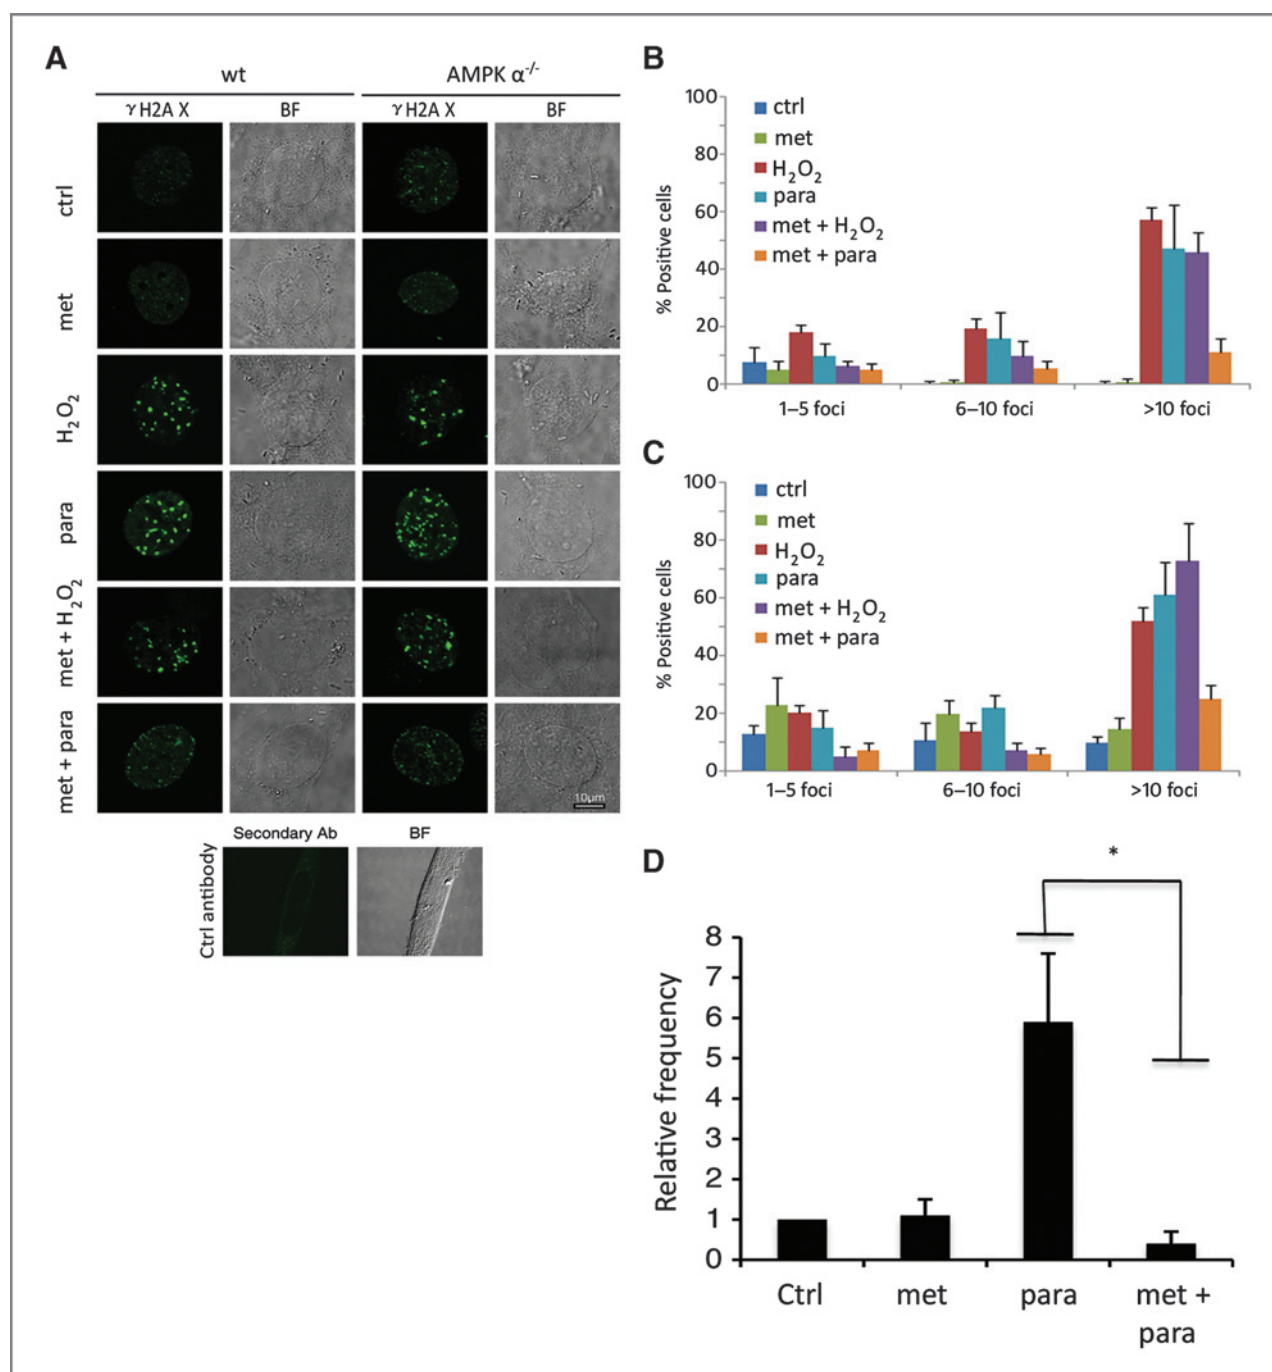 A
wt
AMPK α⁻/⁻
γ H2A X
BF
γ H2A X
BF
ctrl
met
H₂O₂
para
met + H₂O₂
met + para
10μm
Secondary Ab
BF
Ctrl antibody
B
100
80
60
40
20
0
% Positive cells
ctrl
met
H₂O₂
para
met + H₂O₂
met + para
1–5 foci
6–10 foci
>10 foci
C
100
80
60
40
20
0
% Positive cells
ctrl
met
H₂O₂
para
met + H₂O₂
met + para
1–5 foci
6–10 foci
>10 foci
D
*
8
7
6
5
4
3
2
1
0
Relative frequency
Ctrl
met
para
met +
para